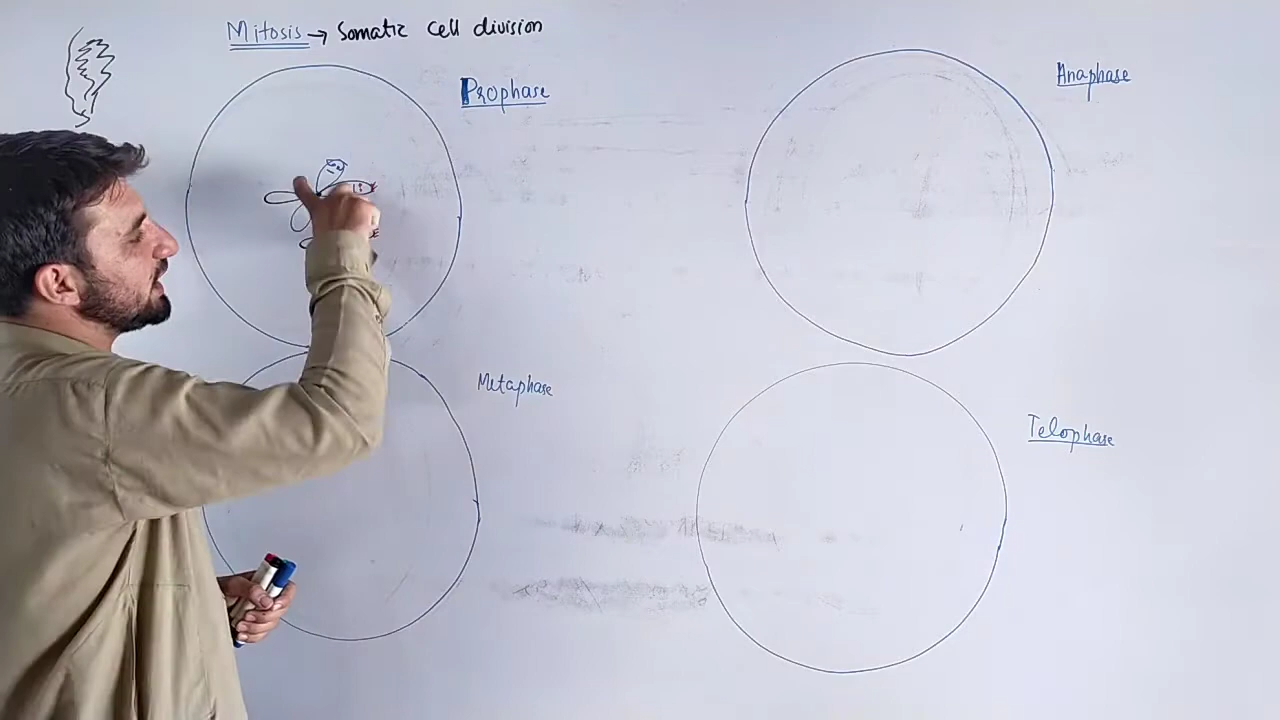 Mitosis → Somatic cell division
Prophase
Anaphase
Metaphase
Telophase